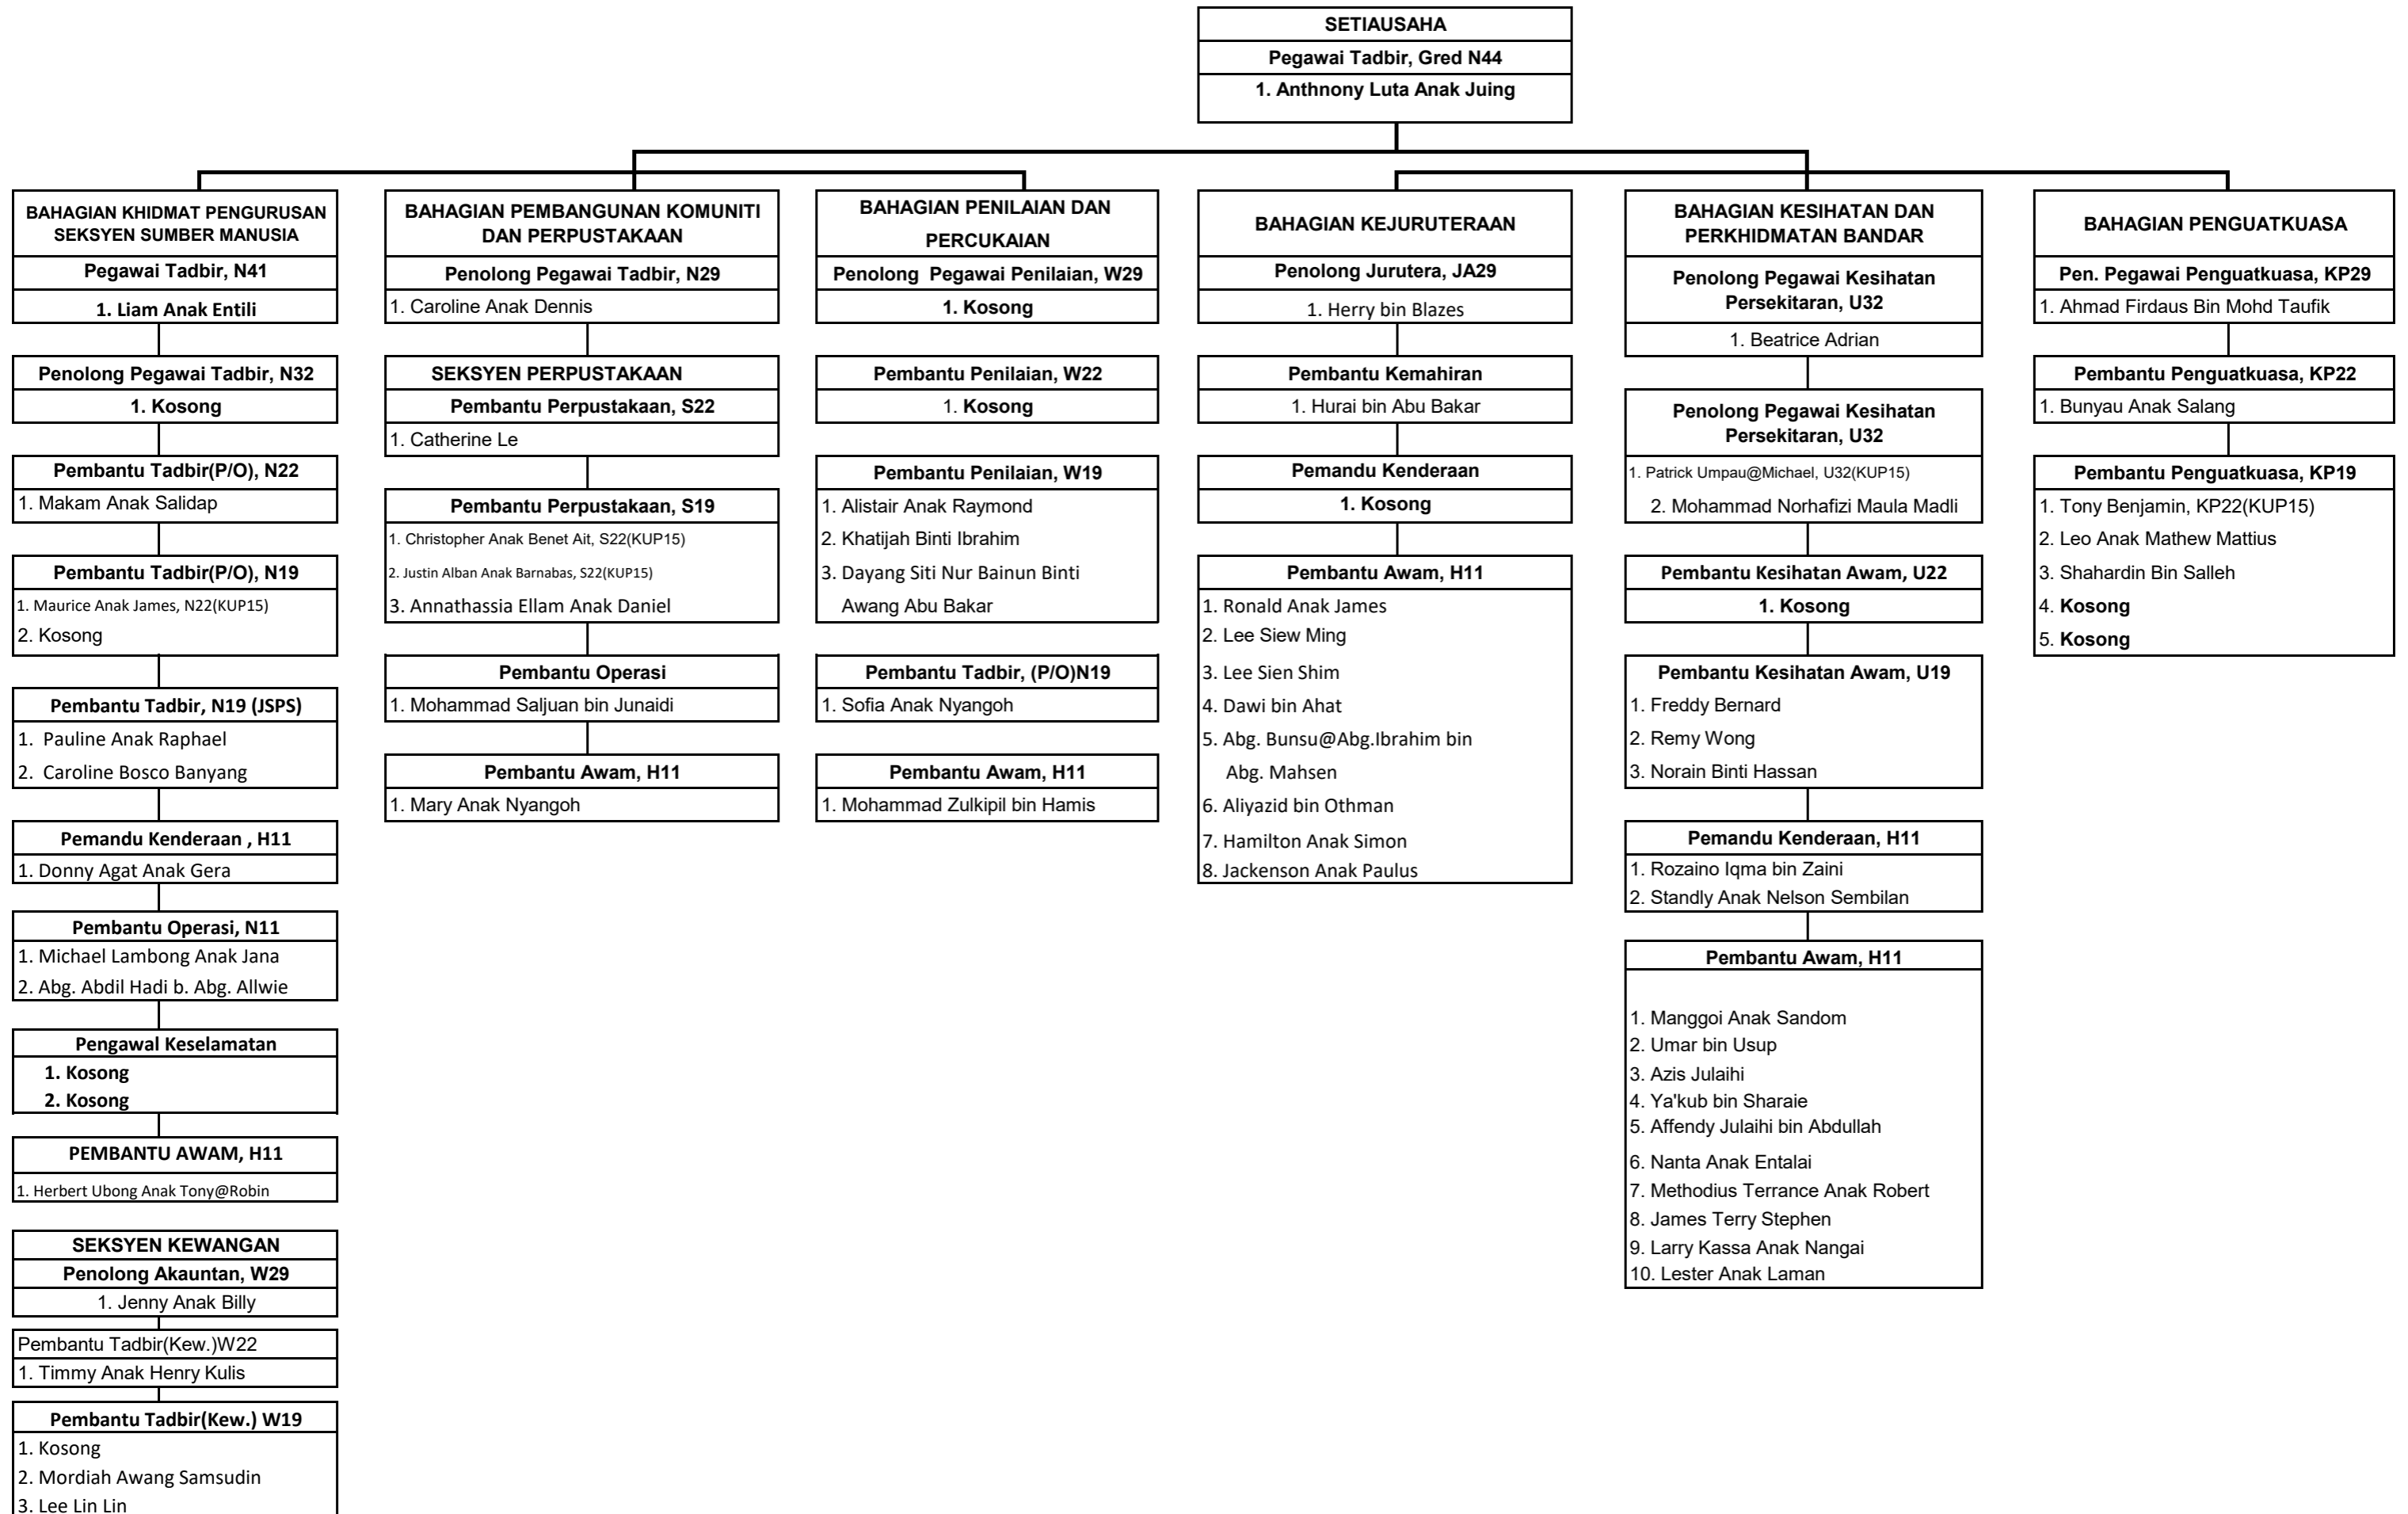 SETIAUSAHA
Pegawai Tadbir, Gred N44
1. Anthnony Luta Anak Juing
BAHAGIAN KHIDMAT PENGURUSAN
SEKSYEN SUMBER MANUSIA
Pegawai Tadbir, N41
1. Liam Anak Entili
Penolong Pegawai Tadbir, N32
1. Kosong
Pembantu Tadbir(P/O), N22
1. Makam Anak Salidap
Pembantu Tadbir(P/O), N19
1. Maurice Anak James, N22(KUP15)
2. Kosong
Pembantu Tadbir, N19 (JSPS)
1. Pauline Anak Raphael
2. Caroline Bosco Banyang
Pemandu Kenderaan , H11
1. Donny Agat Anak Gera
Pembantu Operasi, N11
1. Michael Lambong Anak Jana
2. Abg. Abdil Hadi b. Abg. Allwie
Pengawal Keselamatan
1. Kosong
2. Kosong
PEMBANTU AWAM, H11
1. Herbert Ubong Anak Tony@Robin
SEKSYEN KEWANGAN
Penolong Akauntan, W29
1. Jenny Anak Billy
Pembantu Tadbir(Kew.)W22
1. Timmy Anak Henry Kulis
Pembantu Tadbir(Kew.) W19
1. Kosong
2. Mordiah Awang Samsudin
3. Lee Lin Lin
BAHAGIAN PEMBANGUNAN KOMUNITI
DAN PERPUSTAKAAN
Penolong Pegawai Tadbir, N29
1. Caroline Anak Dennis
SEKSYEN PERPUSTAKAAN
Pembantu Perpustakaan, S22
1. Catherine Le
Pembantu Perpustakaan, S19
1. Christopher Anak Benet Ait, S22(KUP15)
2. Justin Alban Anak Barnabas, S22(KUP15)
3. Annathassia Ellam Anak Daniel
Pembantu Operasi
1. Mohammad Saljuan bin Junaidi
Pembantu Awam, H11
1. Mary Anak Nyangoh
BAHAGIAN PENILAIAN DAN
PERCUKAIAN
Penolong Pegawai Penilaian, W29
1. Kosong
Pembantu Penilaian, W22
1. Kosong
Pembantu Penilaian, W19
1. Alistair Anak Raymond
2. Khatijah Binti Ibrahim
3. Dayang Siti Nur Bainun Binti
Awang Abu Bakar
Pembantu Tadbir, (P/O)N19
1. Sofia Anak Nyangoh
Pembantu Awam, H11
1. Mohammad Zulkipil bin Hamis
BAHAGIAN KEJURUTERAAN
Penolong Jurutera, JA29
1. Herry bin Blazes
Pembantu Kemahiran
1. Hurai bin Abu Bakar
Pemandu Kenderaan
1. Kosong
Pembantu Awam, H11
1. Ronald Anak James
2. Lee Siew Ming
3. Lee Sien Shim
4. Dawi bin Ahat
5. Abg. Bunsu@Abg.Ibrahim bin
Abg. Mahsen
6. Aliyazid bin Othman
7. Hamilton Anak Simon
8. Jackenson Anak Paulus
BAHAGIAN KESIHATAN DAN
PERKHIDMATAN BANDAR
Penolong Pegawai Kesihatan
Persekitaran, U32
1. Beatrice Adrian
Penolong Pegawai Kesihatan
Persekitaran, U32
1. Patrick Umpau@Michael, U32(KUP15)
2. Mohammad Norhafizi Maula Madli
Pembantu Kesihatan Awam, U22
1. Kosong
Pembantu Kesihatan Awam, U19
1. Freddy Bernard
2. Remy Wong
3. Norain Binti Hassan
Pemandu Kenderaan, H11
1. Rozaino Iqma bin Zaini
2. Standly Anak Nelson Sembilan
Pembantu Awam, H11
1. Manggoi Anak Sandom
2. Umar bin Usup
3. Azis Julaihi
4. Ya'kub bin Sharaie
5. Affendy Julaihi bin Abdullah
6. Nanta Anak Entalai
7. Methodius Terrance Anak Robert
8. James Terry Stephen
9. Larry Kassa Anak Nangai
10. Lester Anak Laman
BAHAGIAN PENGUATKUASA
Pen. Pegawai Penguatkuasa, KP29
1. Ahmad Firdaus Bin Mohd Taufik
Pembantu Penguatkuasa, KP22
1. Bunyau Anak Salang
Pembantu Penguatkuasa, KP19
1. Tony Benjamin, KP22(KUP15)
2. Leo Anak Mathew Mattius
3. Shahardin Bin Salleh
4. Kosong
5. Kosong